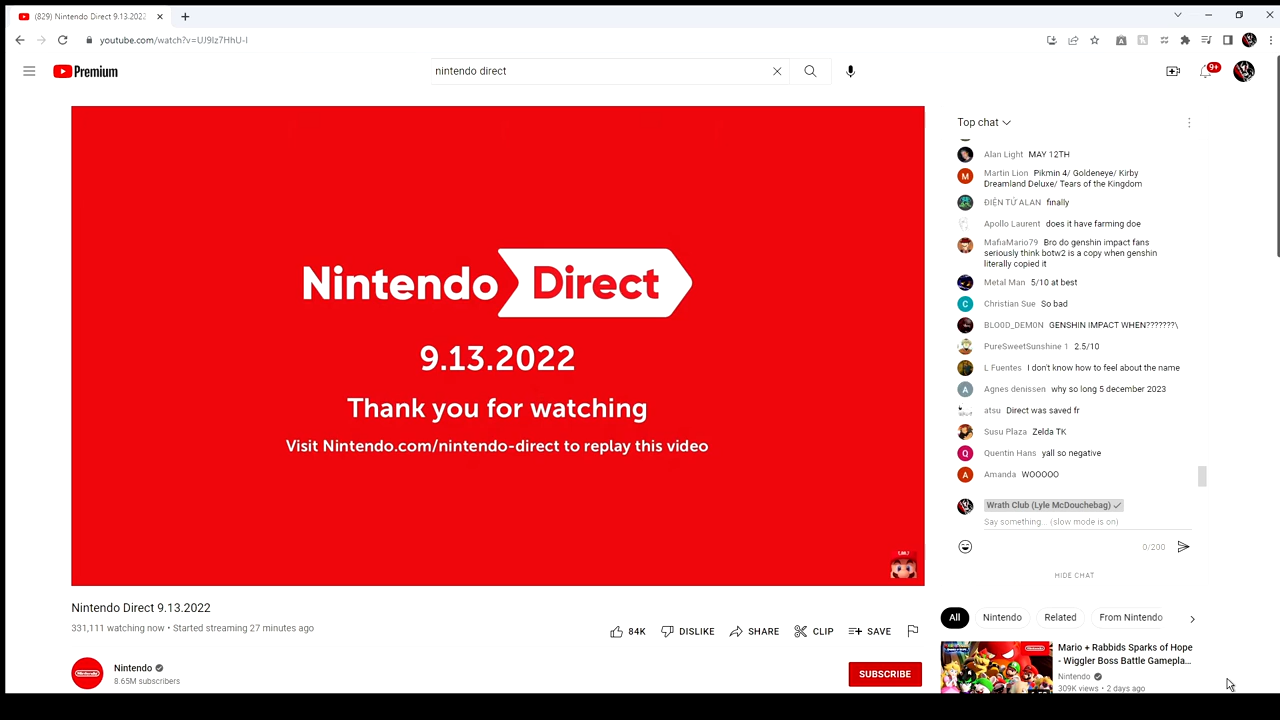 (829) Nintendo Direct 9.13.2022
youtube.com/watch?v=UJ9Iz7HhU-I
Premium
nintendo direct
9+
Nintendo Direct
9.13.2022
Thank you for watching
Visit Nintendo.com/nintendo-direct to replay this video
Top chat
Alan Light MAY 12TH
Martin Lion Pikmin 4/ Goldeneye/ Kirby
Dreamland Deluxe/ Tears of the Kingdom
ĐIỆN TỬ ALAN finally
Apollo Laurent does it have farming doe
MafiaMario79 Bro do genshin impact fans
seriously think botw2 is a copy when genshin
literally copied it
Metal Man 5/10 at best
C
Christian Sue So bad
BLO0D_DEM0N GENSHIN IMPACT WHEN???????\
PureSweetSunshine 1 2.5/10
L Fuentes I don't know how to feel about the name
A
Agnes denissen why so long 5 december 2023
atsu Direct was saved fr
Susu Plaza Zelda TK
Q
Quentin Hans yall so negative
A
Amanda WOOOOO
Wrath Club (Lyle McDouchebag)
Say something... (slow mode is on)
0/200
HIDE CHAT
Nintendo Direct 9.13.2022
331,111 watching now • Started streaming 27 minutes ago
84K
DISLIKE
SHARE
CLIP
SAVE
Nintendo
Nintendo
8.65M subscribers
SUBSCRIBE
All
Nintendo
Related
From Nintendo
Mario + Rabbids Sparks of Hope
- Wiggler Boss Battle Gamepla...
Nintendo
309K views • 2 days ago